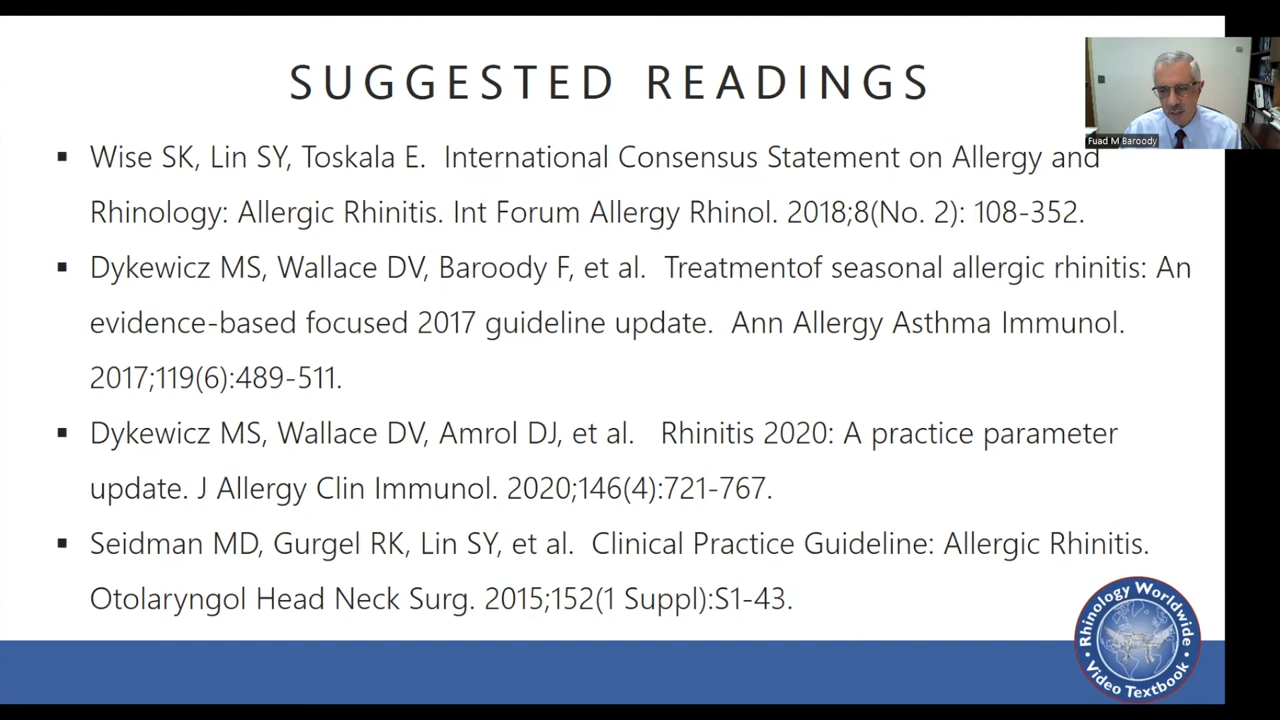 SUGGESTED READINGS
Fuad M Baroody
▪ Wise SK, Lin SY, Toskala E. International Consensus Statement on Allergy and
Rhinology: Allergic Rhinitis. Int Forum Allergy Rhinol. 2018;8(No. 2): 108-352.
▪ Dykewicz MS, Wallace DV, Baroody F, et al. Treatmentof seasonal allergic rhinitis: An
evidence-based focused 2017 guideline update. Ann Allergy Asthma Immunol.
2017;119(6):489-511.
▪ Dykewicz MS, Wallace DV, Amrol DJ, et al. Rhinitis 2020: A practice parameter
update. J Allergy Clin Immunol. 2020;146(4):721-767.
▪ Seidman MD, Gurgel RK, Lin SY, et al. Clinical Practice Guideline: Allergic Rhinitis.
Otolaryngol Head Neck Surg. 2015;152(1 Suppl):S1-43.
Rhinology Worldwide
• Video Textbook •